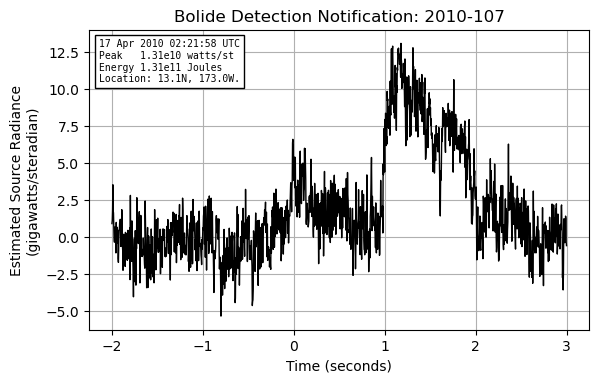 Bolide Detection Notification: 2010-107
17 Apr 2010 02:21:58 UTC
Peak   1.31e10 watts/st
Energy 1.31e11 Joules
Location: 13.1N, 173.0W.
Estimated Source Radiance
(gigawatts/steradian)
12.5
10.0
7.5
5.0
2.5
0.0
−2.5
−5.0
−2 −1 0 1 2 3
Time (seconds)